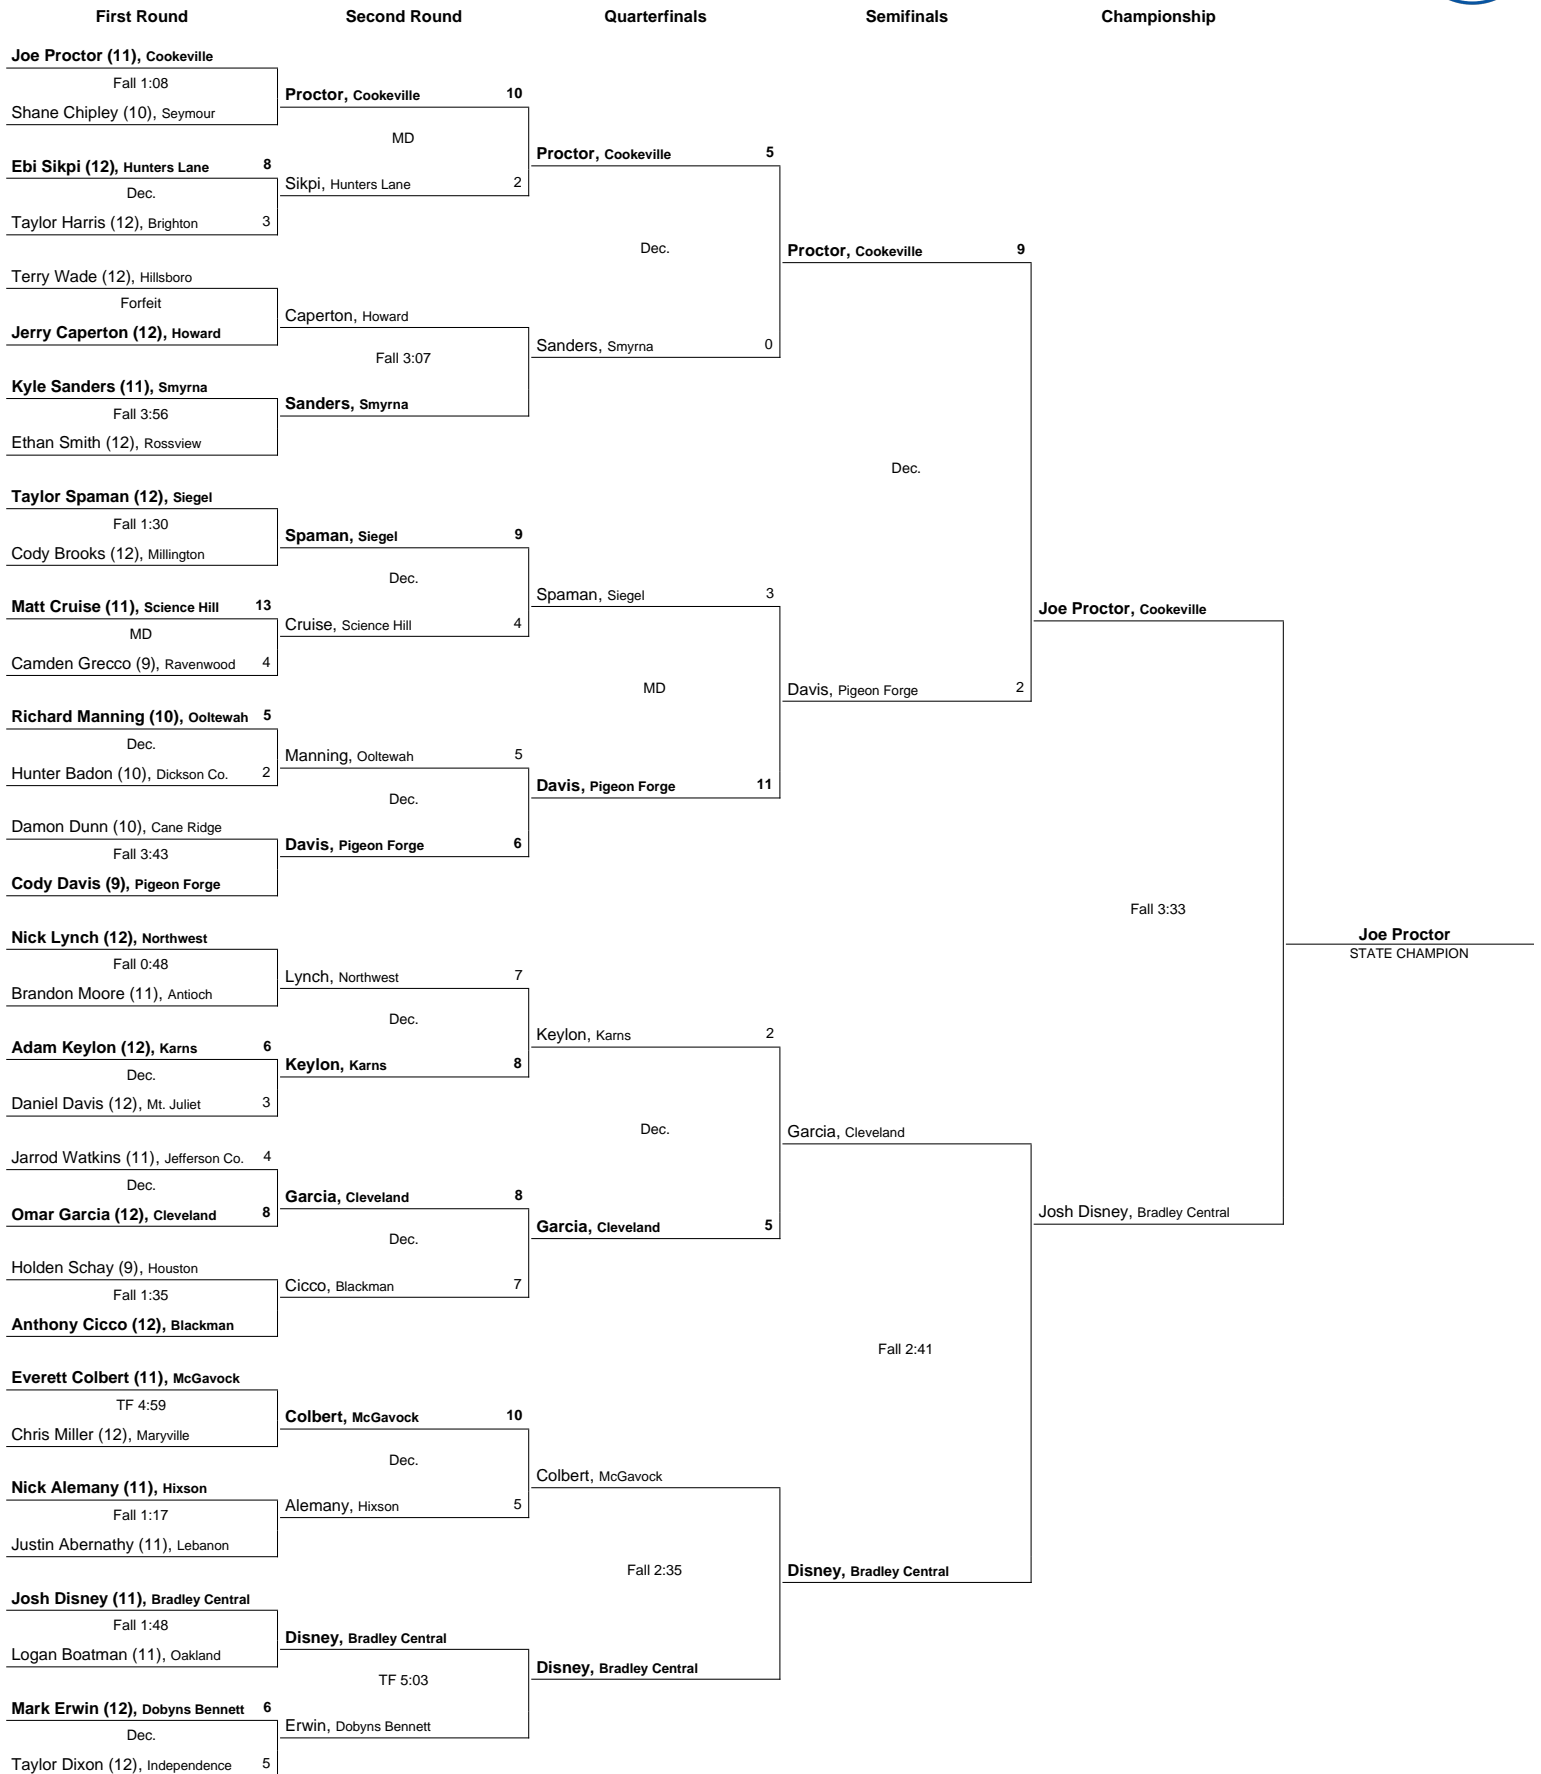 First Round
Second Round
Quarterfinals
Semifinals
Championship
Joe Proctor (11), Cookeville
Fall 1:08
Shane Chipley (10), Seymour
Ebi Sikpi (12), Hunters Lane 8
Dec.
Taylor Harris (12), Brighton 3
Terry Wade (12), Hillsboro
Forfeit
Jerry Caperton (12), Howard
Kyle Sanders (11), Smyrna
Fall 3:56
Ethan Smith (12), Rossview
Taylor Spaman (12), Siegel
Fall 1:30
Cody Brooks (12), Millington
Matt Cruise (11), Science Hill 13
MD
Camden Grecco (9), Ravenwood 4
Richard Manning (10), Ooltewah 5
Dec.
Hunter Badon (10), Dickson Co. 2
Damon Dunn (10), Cane Ridge
Fall 3:43
Cody Davis (9), Pigeon Forge
Nick Lynch (12), Northwest
Fall 0:48
Brandon Moore (11), Antioch
Adam Keylon (12), Karns 6
Dec.
Daniel Davis (12), Mt. Juliet 3
Jarrod Watkins (11), Jefferson Co. 4
Dec.
Omar Garcia (12), Cleveland 8
Holden Schay (9), Houston
Fall 1:35
Anthony Cicco (12), Blackman
Everett Colbert (11), McGavock
TF 4:59
Chris Miller (12), Maryville
Nick Alemany (11), Hixson
Fall 1:17
Justin Abernathy (11), Lebanon
Josh Disney (11), Bradley Central
Fall 1:48
Logan Boatman (11), Oakland
Mark Erwin (12), Dobyns Bennett 6
Dec.
Taylor Dixon (12), Independence 5
Proctor, Cookeville 10
MD
Sikpi, Hunters Lane 2
Caperton, Howard
Fall 3:07
Sanders, Smyrna
Spaman, Siegel 9
Dec.
Cruise, Science Hill 4
Manning, Ooltewah 5
Dec.
Davis, Pigeon Forge 6
Lynch, Northwest 7
Dec.
Keylon, Karns 8
Garcia, Cleveland 8
Dec.
Cicco, Blackman 7
Colbert, McGavock 10
Dec.
Alemany, Hixson 5
Disney, Bradley Central
TF 5:03
Erwin, Dobyns Bennett
Proctor, Cookeville 5
Dec.
Sanders, Smyrna 0
Spaman, Siegel 3
MD
Davis, Pigeon Forge 11
Keylon, Karns 2
Dec.
Garcia, Cleveland 5
Colbert, McGavock
Fall 2:35
Disney, Bradley Central
Proctor, Cookeville 9
Dec.
Davis, Pigeon Forge 2
Garcia, Cleveland
Fall 2:41
Disney, Bradley Central
Joe Proctor, Cookeville
Fall 3:33
Josh Disney, Bradley Central
Joe Proctor
STATE CHAMPION